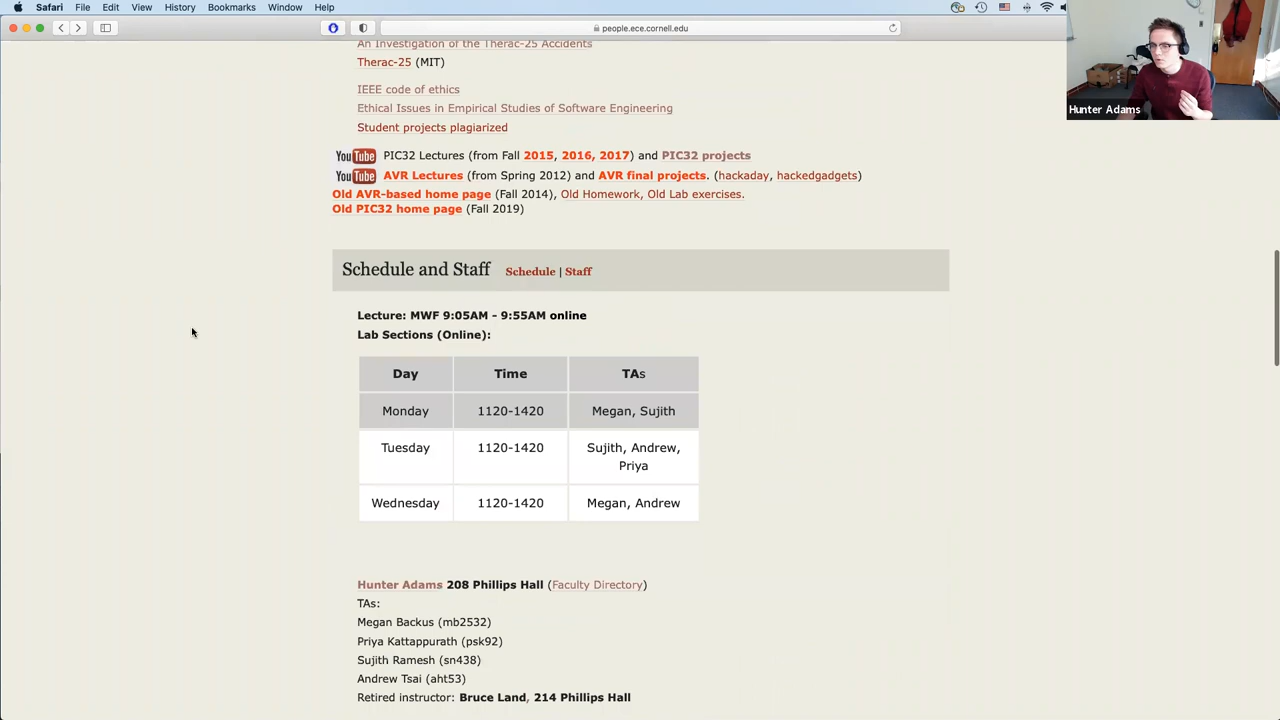 Safari File Edit View History Bookmarks Window Help
people.ece.cornell.edu
Hunter Adams
An Investigation of the Therac-25 Accidents
Therac-25 (MIT)
IEEE code of ethics
Ethical Issues in Empirical Studies of Software Engineering
Student projects plagiarized
YouTube PIC32 Lectures (from Fall 2015, 2016, 2017) and PIC32 projects
YouTube AVR Lectures (from Spring 2012) and AVR final projects. (hackaday, hackedgadgets)
Old AVR-based home page (Fall 2014), Old Homework, Old Lab exercises.
Old PIC32 home page (Fall 2019)
Schedule and Staff Schedule | Staff
Lecture: MWF 9:05AM - 9:55AM online
Lab Sections (Online):
Day Time TAs
Monday 1120-1420 Megan, Sujith
Tuesday 1120-1420 Sujith, Andrew,
Priya
Wednesday 1120-1420 Megan, Andrew
Hunter Adams 208 Phillips Hall (Faculty Directory)
TAs:
Megan Backus (mb2532)
Priya Kattappurath (psk92)
Sujith Ramesh (sn438)
Andrew Tsai (aht53)
Retired instructor: Bruce Land, 214 Phillips Hall